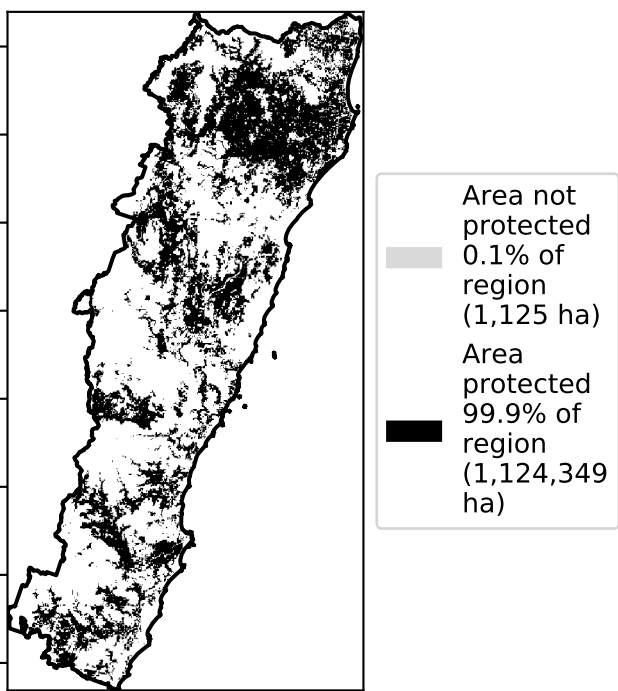 Area not
protected
0.1% of
region
(1,125 ha)
Area
protected
99.9% of
region
(1,124,349
ha)